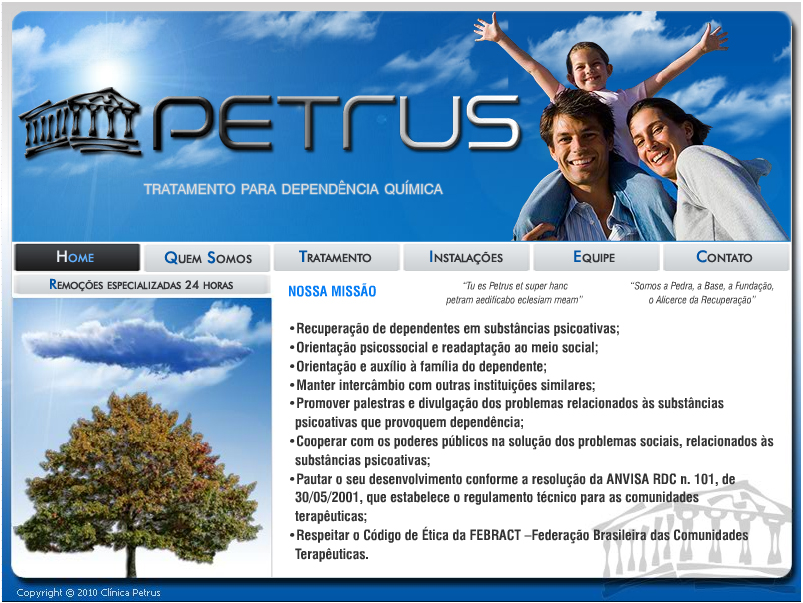 PETRUS
TRATAMENTO PARA DEPENDÊNCIA QUÍMICA
HOME
QUEM SOMOS
TRATAMENTO
INSTALAÇÕES
EQUIPE
CONTATO
REMOÇÕES ESPECIALIZADAS 24 HORAS
NOSSA MISSÃO
“Tu es Petrus et super hanc
petram aedificabo eclesiam meam”
“Somos a Pedra, a Base, a Fundação,
o Alicerce da Recuperação”
•Recuperação de dependentes em substâncias psicoativas;
•Orientação psicossocial e readaptação ao meio social;
•Orientação e auxílio à família do dependente;
•Manter intercâmbio com outras instituições similares;
•Promover palestras e divulgação dos problemas relacionados às substâncias
psicoativas que provoquem dependência;
•Cooperar com os poderes públicos na solução dos problemas sociais, relacionados às
substâncias psicoativas;
•Pautar o seu desenvolvimento conforme a resolução da ANVISA RDC n. 101, de
30/05/2001, que estabelece o regulamento técnico para as comunidades
terapêuticas;
•Respeitar o Código de Ética da FEBRACT –Federação Brasileira das Comunidades
Terapêuticas.
Copyright © 2010 Clínica Petrus